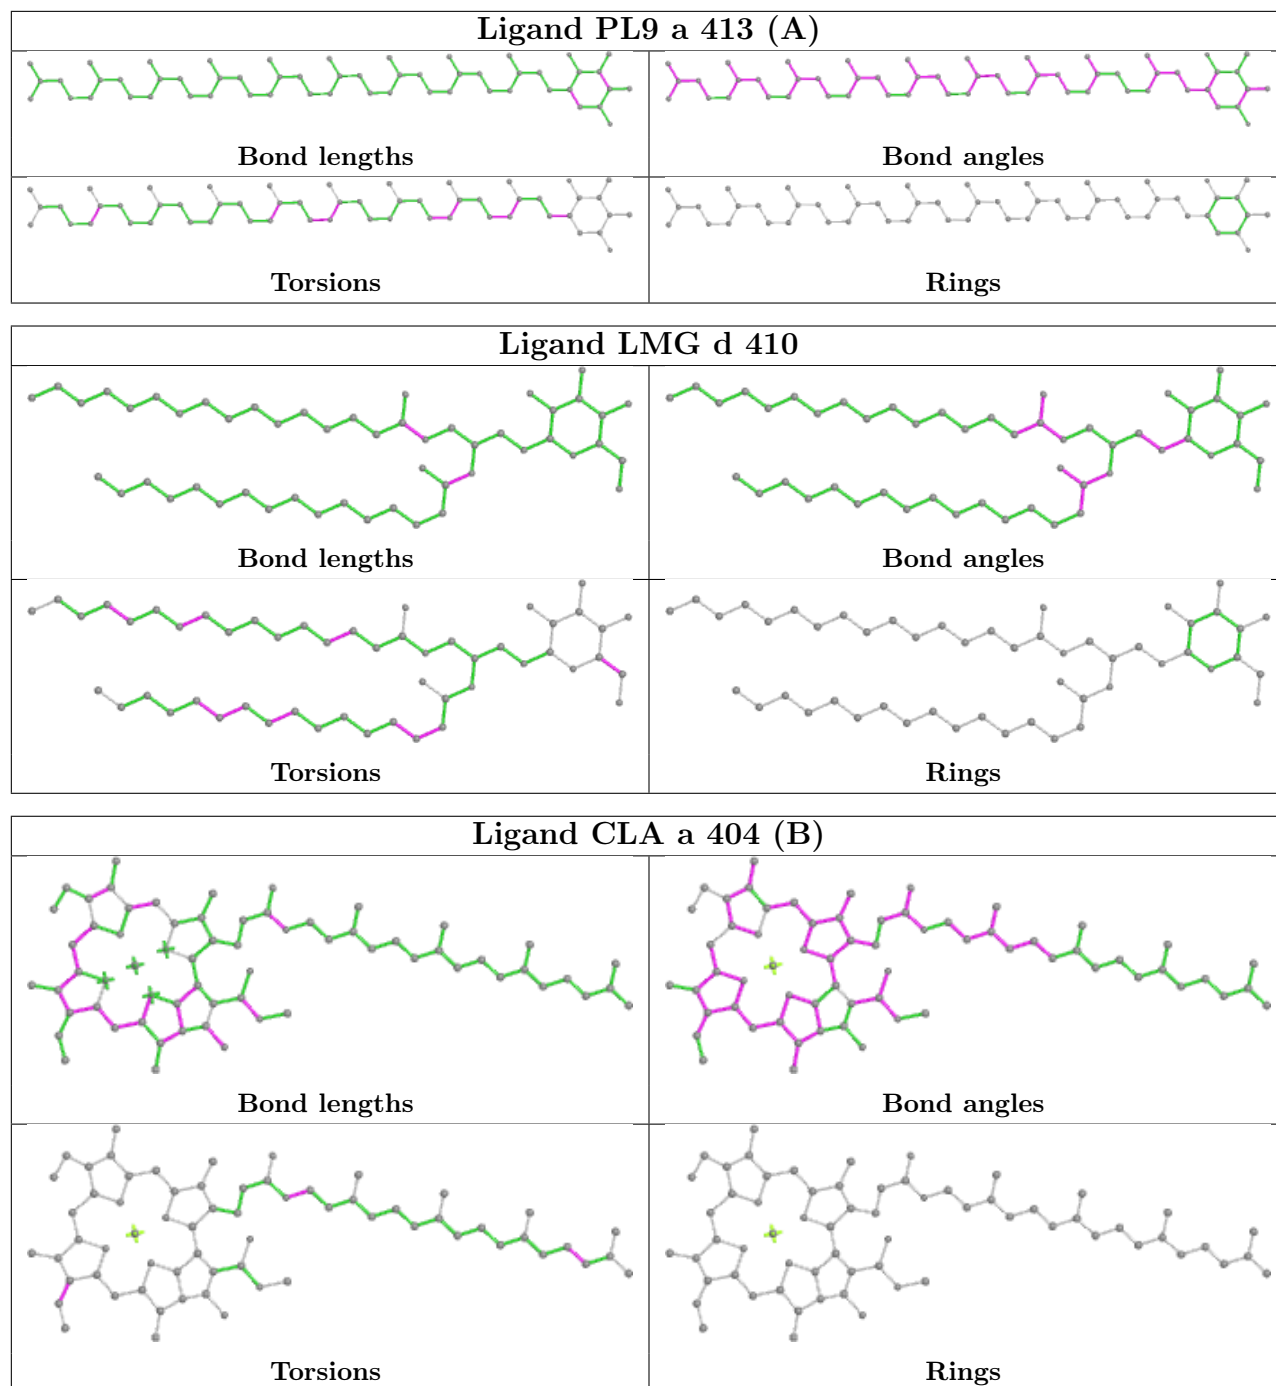 Ligand PL9 a 413 (A)
Bond lengths
Bond angles
Torsions
Rings
Ligand LMG d 410
Bond lengths
Bond angles
Torsions
Rings
Ligand CLA a 404 (B)
Bond lengths
Bond angles
Torsions
Rings